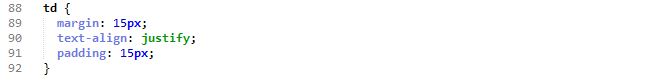 88 td {
89 margin: 15px;
90 text-align: justify;
91 padding: 15px;
92 }